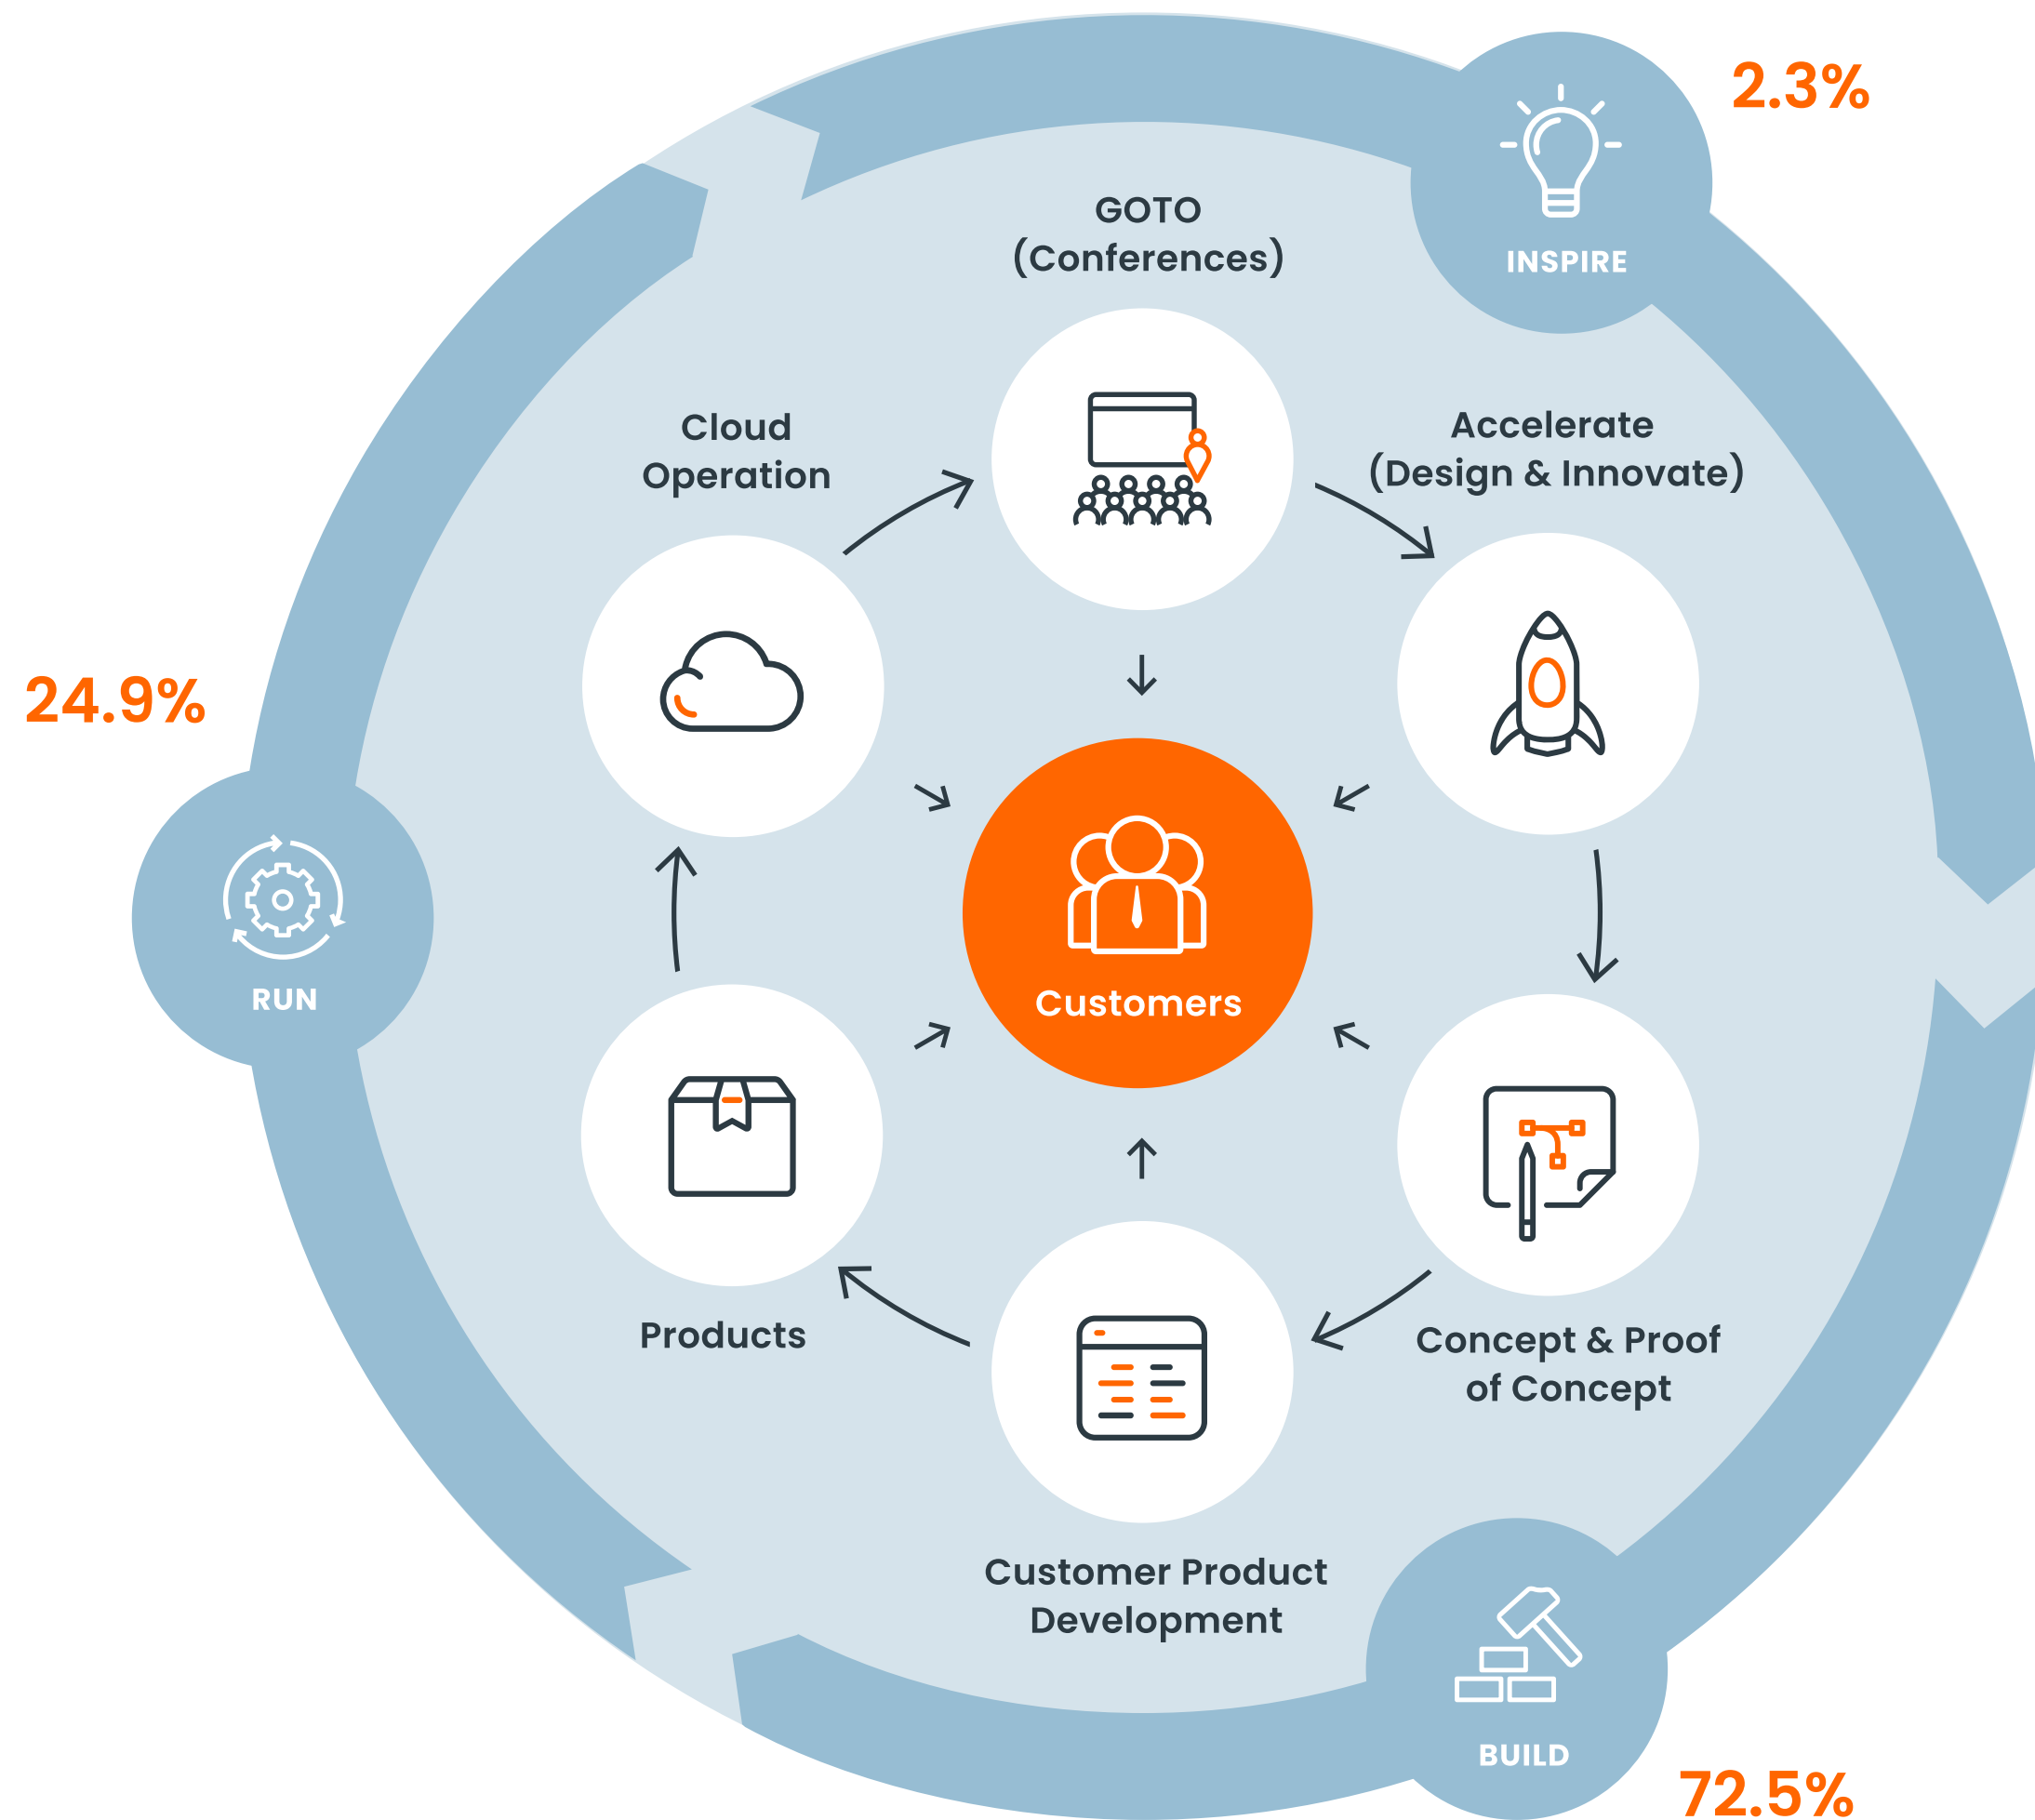 2.3%
INSPIRE
GOTO
(Conferences)
Accelerate
(Design & Innovate)
Cloud
Operation
24.9%
RUN
Customers
Products
Concept & Proof
of Concept
Customer Product
Development
BUILD
72.5%